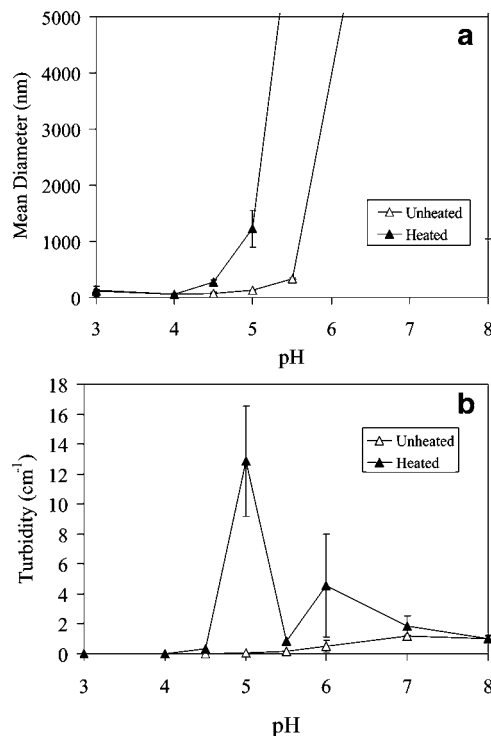 a
5000
4000
3000
2000
1000
0
Mean Diameter (nm)
Unheated
Heated
3 4 5 6 7 8
pH
b
18
16
14
12
10
8
6
4
2
0
Turbidity (cm⁻¹)
Unheated
Heated
3 4 5 6 7 8
pH